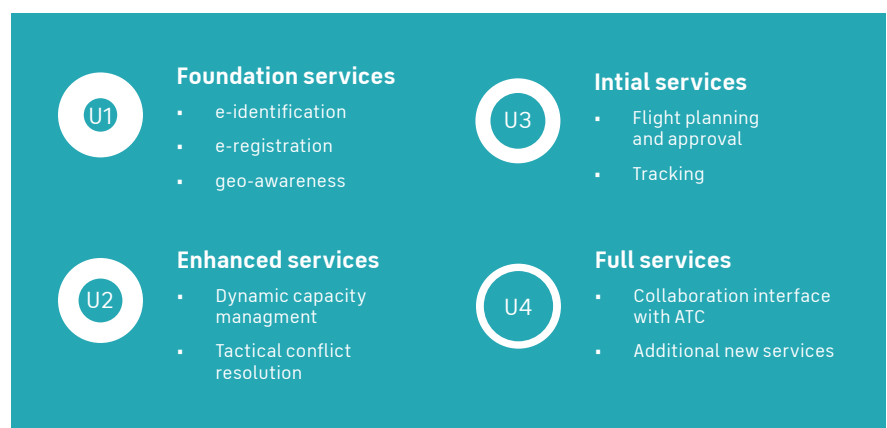 U1
Foundation services
▪ e-identification
▪ e-registration
▪ geo-awareness
U2
Enhanced services
▪ Dynamic capacity
managment
▪ Tactical conflict
resolution
U3
Intial services
▪ Flight planning
and approval
▪ Tracking
U4
Full services
▪ Collaboration interface
with ATC
▪ Additional new services